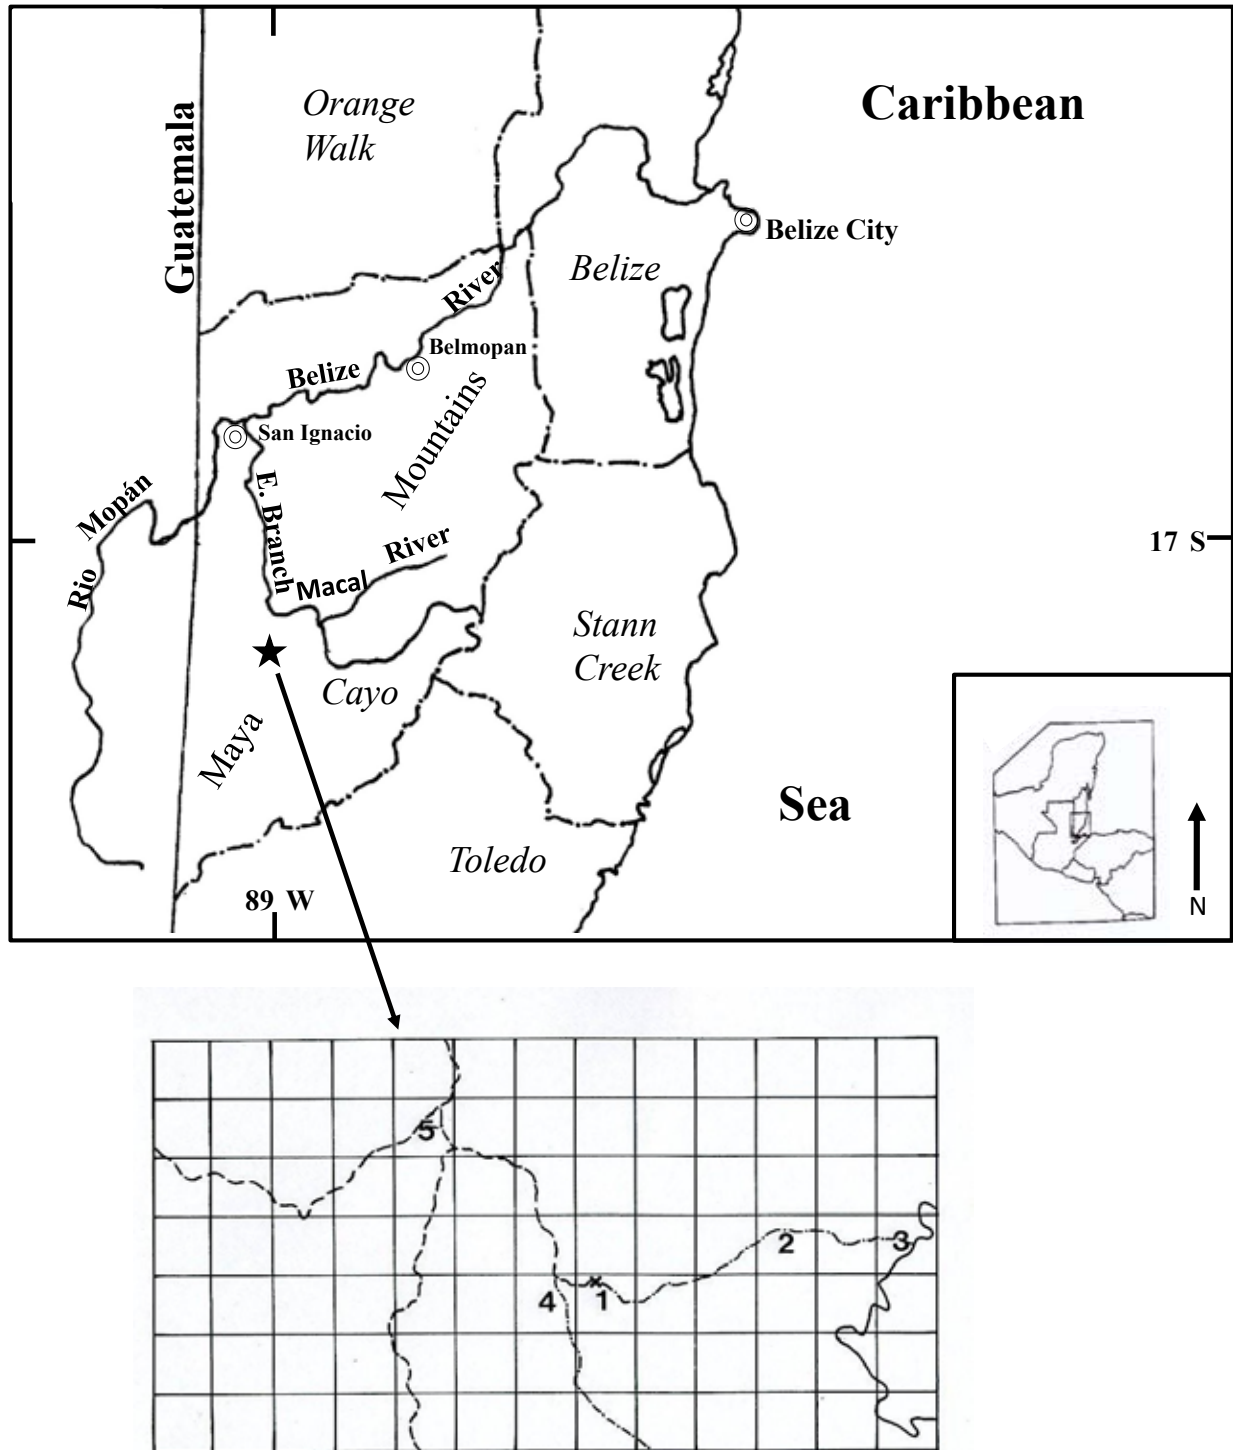 Orange
Walk
Caribbean
Guatemala
Belize City
Belize
River
Belmopan
Belize
Mountains
San Ignacio
E. Branch
Mopán
Rio
River
Macal
17 S
Stann
Creek
Cayo
Maya
Sea
Toledo
89 W
N
5
2
3
4
1